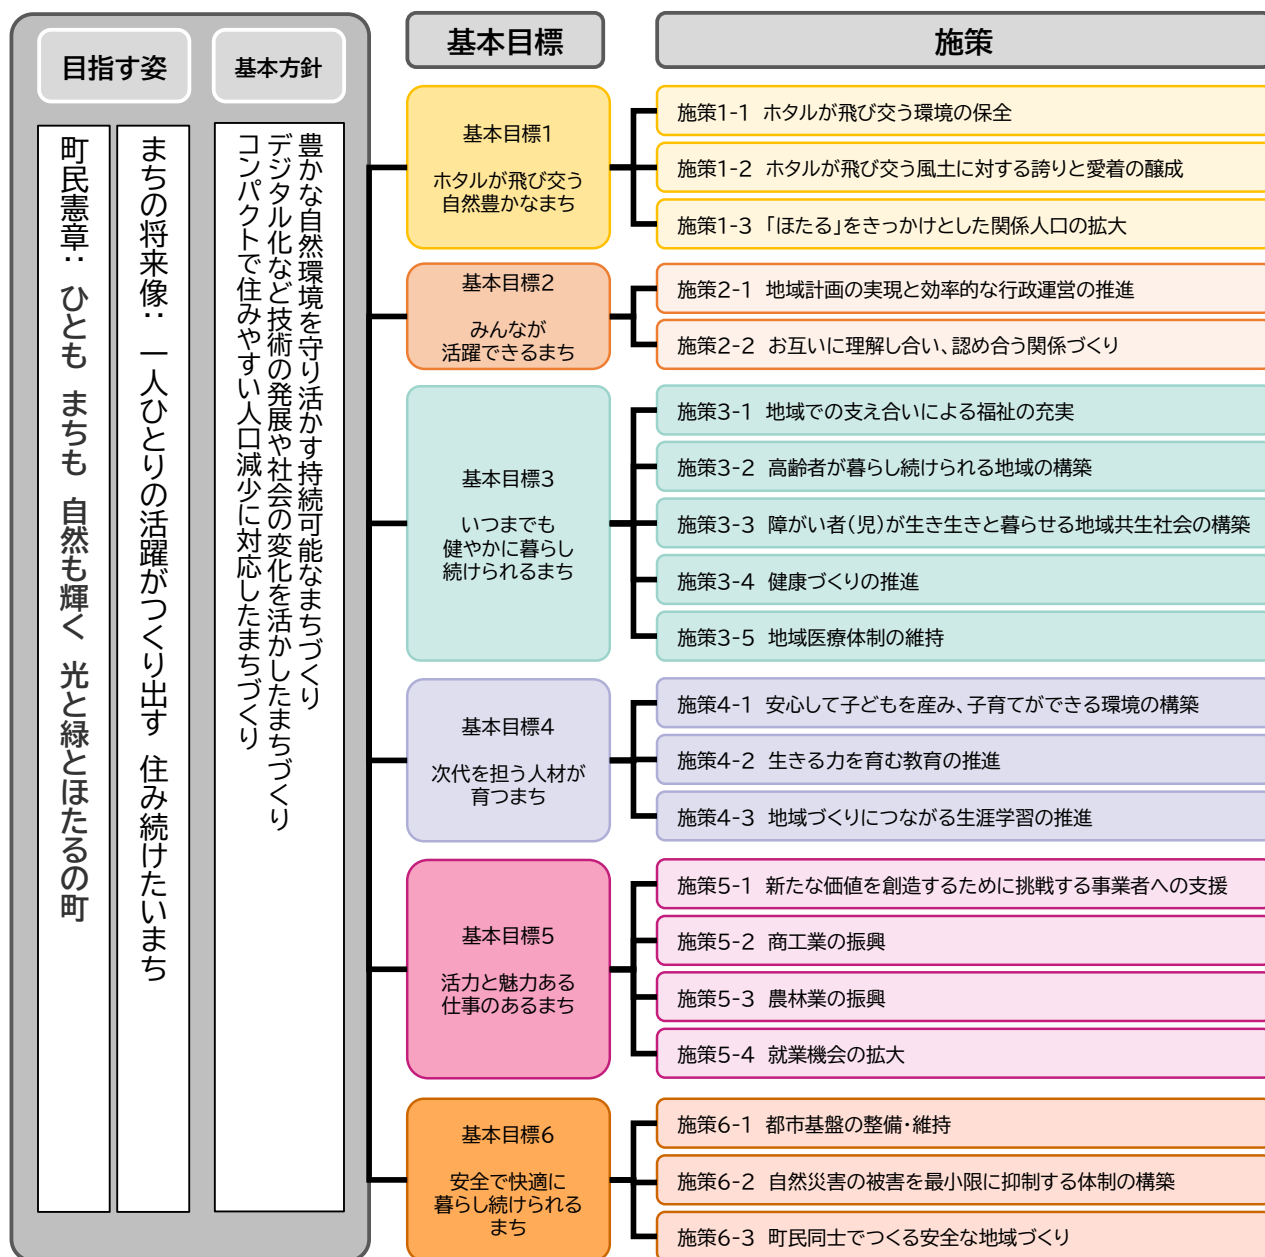 目指す姿
町民憲章： ひとも まちも 自然も輝く 光と緑とほたるの町
まちの将来像： 一人ひとりの活躍がつくり出す 住み続けたいまち
基本方針
豊かな自然環境を守り活かす持続可能なまちづくり
デジタル化など技術の発展や社会の変化を活かしたまちづくり
コンパクトで住みやすい人口減少に対応したまちづくり
基本目標
施策
基本目標1
ホタルが飛び交う
自然豊かなまち
施策1-1 ホタルが飛び交う環境の保全
施策1-2 ホタルが飛び交う風土に対する誇りと愛着の醸成
施策1-3 「ほたる」をきっかけとした関係人口の拡大
基本目標2
みんなが
活躍できるまち
施策2-1 地域計画の実現と効率的な行政運営の推進
施策2-2 お互いに理解し合い、認め合う関係づくり
基本目標3
いつまでも
健やかに暮らし
続けられるまち
施策3-1 地域での支え合いによる福祉の充実
施策3-2 高齢者が暮らし続けられる地域の構築
施策3-3 障がい者(児)が生き生きと暮らせる地域共生社会の構築
施策3-4 健康づくりの推進
施策3-5 地域医療体制の維持
基本目標4
次代を担う人材が
育つまち
施策4-1 安心して子どもを産み、子育てができる環境の構築
施策4-2 生きる力を育む教育の推進
施策4-3 地域づくりにつながる生涯学習の推進
基本目標5
活力と魅力ある
仕事のあるまち
施策5-1 新たな価値を創造するために挑戦する事業者への支援
施策5-2 商工業の振興
施策5-3 農林業の振興
施策5-4 就業機会の拡大
基本目標6
安全で快適に
暮らし続けられる
まち
施策6-1 都市基盤の整備・維持
施策6-2 自然災害の被害を最小限に抑制する体制の構築
施策6-3 町民同士でつくる安全な地域づくり